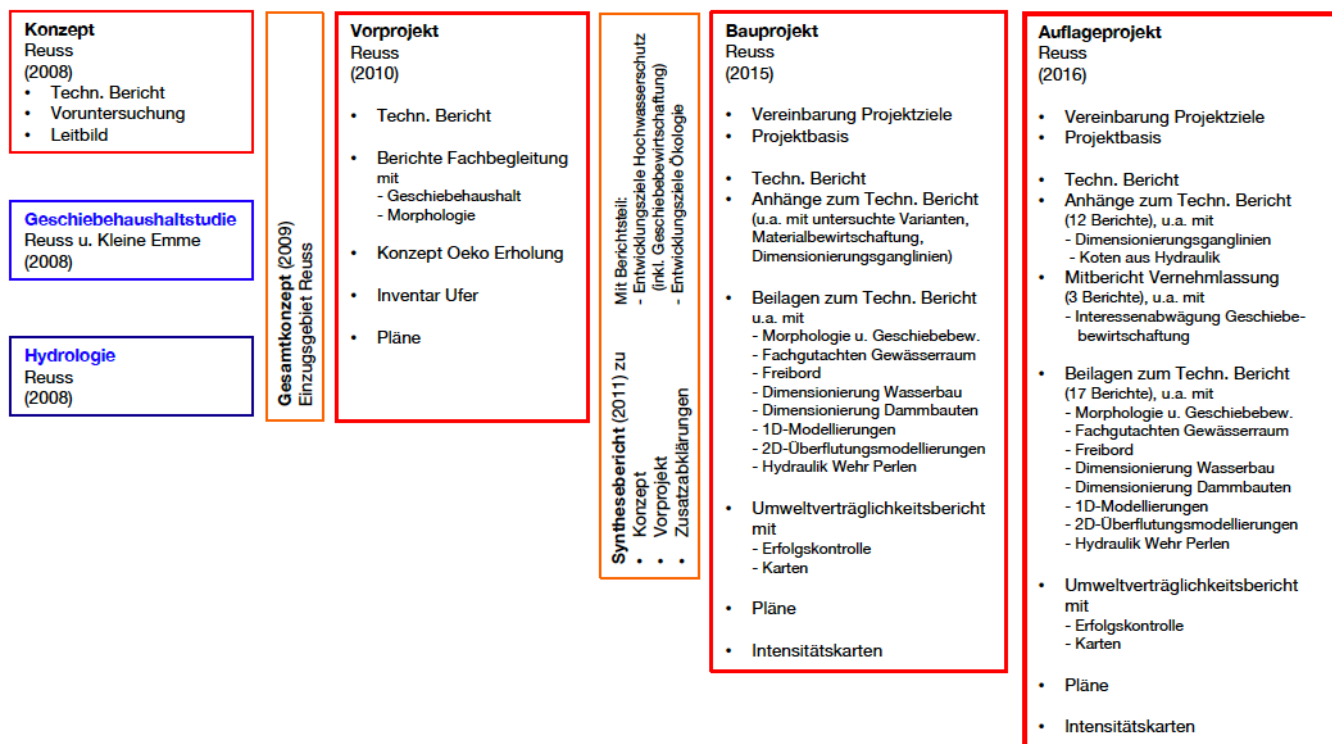 Konzept
Reuss
(2008)
• Techn. Bericht
• Voruntersuchung
• Leitbild
Geschiebehaushaltstudie
Reuss u. Kleine Emme
(2008)
Hydrologie
Reuss
(2008)
Gesamtkonzept (2009)
Einzugsgebiet Reuss
Vorprojekt
Reuss
(2010)
• Techn. Bericht
• Berichte Fachbegleitung
mit
- Geschiebehaushalt
- Morphologie
• Konzept Oeko Erholung
• Inventar Ufer
• Pläne
Synthesebericht (2011) zu
• Konzept
• Vorprojekt
• Zusatzabklärungen
Mit Berichtsteil:
- Entwicklungsziele Hochwasserschutz
(inkl. Geschiebebewirtschaftung)
- Entwicklungsziele Ökologie
Bauprojekt
Reuss
(2015)
• Vereinbarung Projektziele
• Projektbasis
• Techn. Bericht
• Anhänge zum Techn. Bericht
(u.a. mit untersuchte Varianten,
Materialbewirtschaftung,
Dimensionierungsganglinien)
• Beilagen zum Techn. Bericht
u.a. mit
- Morphologie u. Geschiebebew.
- Fachgutachten Gewässerraum
- Freibord
- Dimensionierung Wasserbau
- Dimensionierung Dammbauten
- 1D-Modellierungen
- 2D-Überflutungsmodellierungen
- Hydraulik Wehr Perlen
• Umweltverträglichkeitsbericht
mit
- Erfolgskontrolle
- Karten
• Pläne
• Intensitätskarten
Auflageprojekt
Reuss
(2016)
• Vereinbarung Projektziele
• Projektbasis
• Techn. Bericht
• Anhänge zum Techn. Bericht
(12 Berichte), u.a. mit
- Dimensionierungsganglinien
- Koten aus Hydraulik
• Mitbericht Vernehmlassung
(3 Berichte), u.a. mit
- Interessenabwägung Geschiebe-
bewirtschaftung
• Beilagen zum Techn. Bericht
(17 Berichte), u.a. mit
- Morphologie u. Geschiebebew.
- Fachgutachten Gewässerraum
- Freibord
- Dimensionierung Wasserbau
- Dimensionierung Dammbauten
- 1D-Modellierungen
- 2D-Überflutungsmodellierungen
- Hydraulik Wehr Perlen
• Umweltverträglichkeitsbericht
mit
- Erfolgskontrolle
- Karten
• Pläne
• Intensitätskarten